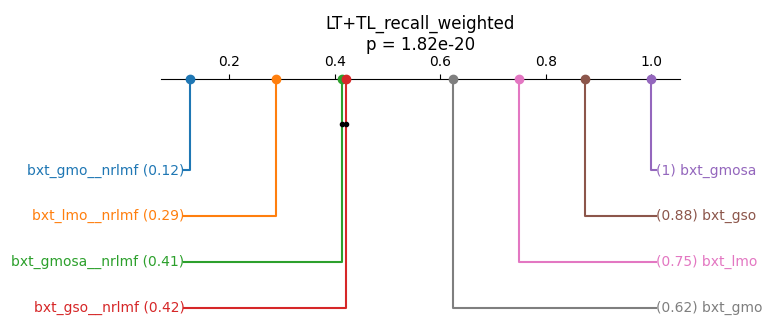 LT+TL_recall_weighted
p = 1.82e-20
0.2 0.4 0.6 0.8 1.0
bxt_gmo__nrlmf (0.12) (1) bxt_gmosa
bxt_lmo__nrlmf (0.29) (0.88) bxt_gso
bxt_gmosa__nrlmf (0.41) (0.75) bxt_lmo
bxt_gso__nrlmf (0.42) (0.62) bxt_gmo